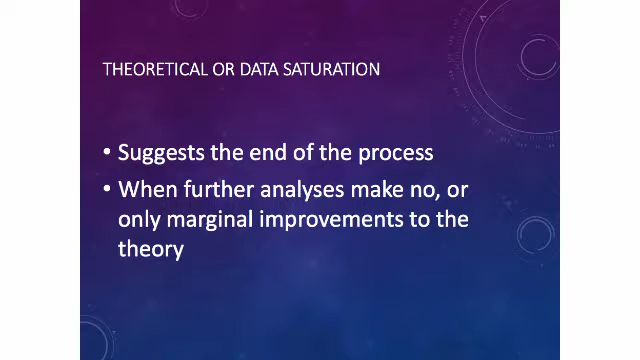 THEORETICAL OR DATA SATURATION
• Suggests the end of the process
• When further analyses make no, or
only marginal improvements to the
theory